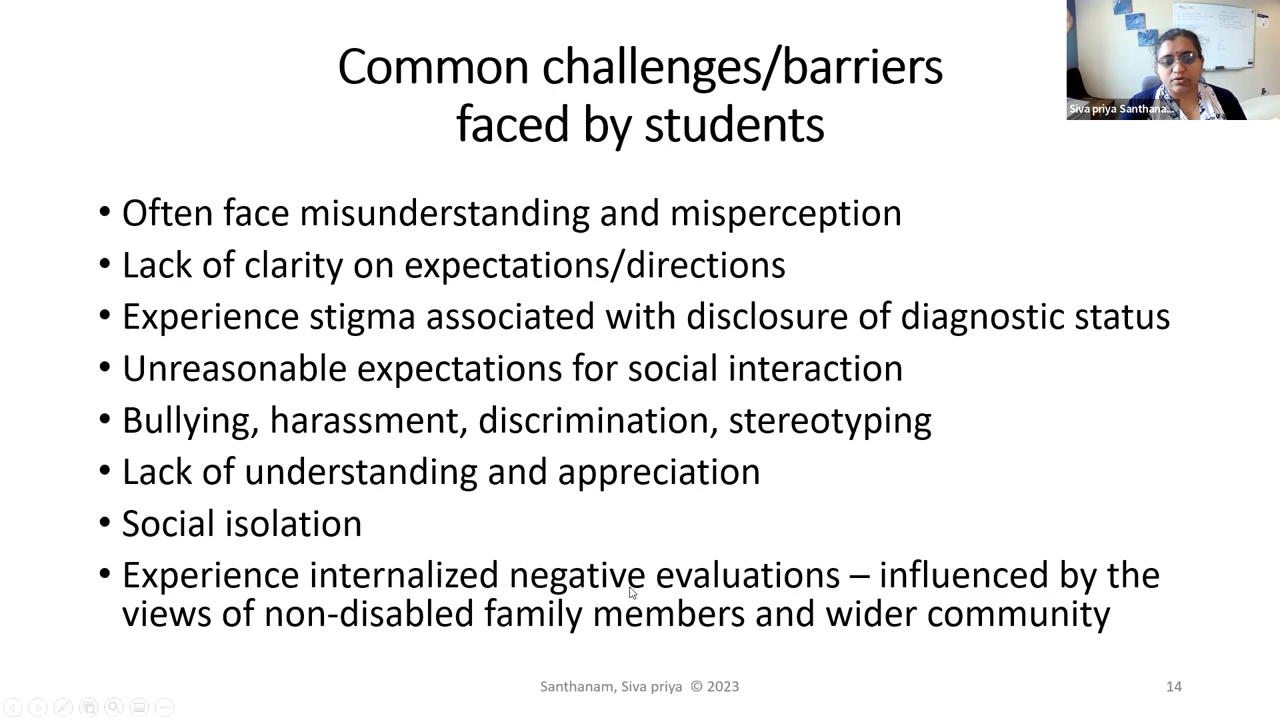 Common challenges/barriers
faced by students
Siva priya Santhana...
• Often face misunderstanding and misperception
• Lack of clarity on expectations/directions
• Experience stigma associated with disclosure of diagnostic status
• Unreasonable expectations for social interaction
• Bullying, harassment, discrimination, stereotyping
• Lack of understanding and appreciation
• Social isolation
• Experience internalized negative evaluations – influenced by the
views of non-disabled family members and wider community
Santhanam, Siva priya © 2023
14